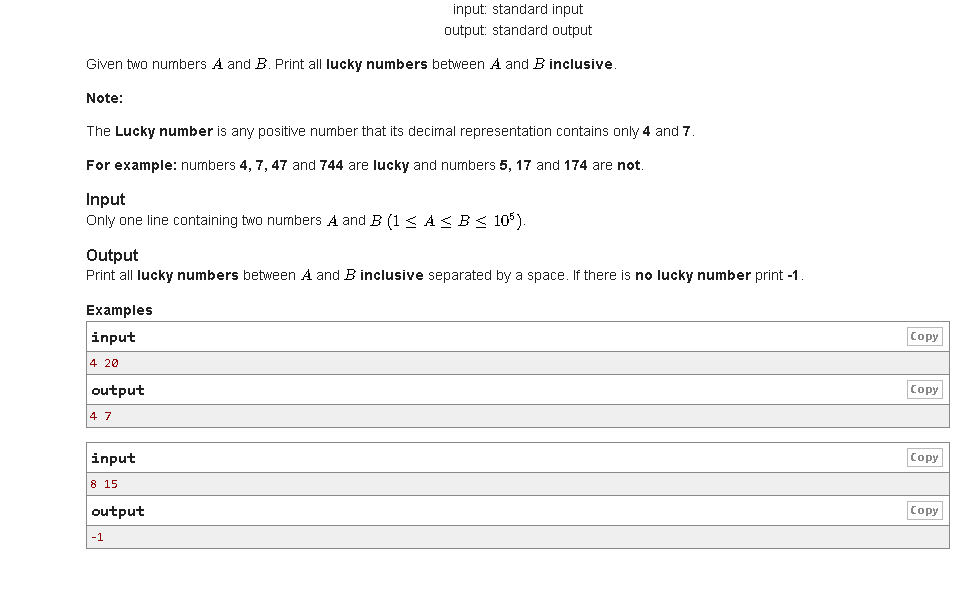 input: standard input
output: standard output
Given two numbers A and B. Print all lucky numbers between A and B inclusive.
Note:
The Lucky number is any positive number that its decimal representation contains only 4 and 7.
For example: numbers 4, 7, 47 and 744 are lucky and numbers 5, 17 and 174 are not.
Input
Only one line containing two numbers A and B (1 ≤ A ≤ B ≤ 10⁵).
Output
Print all lucky numbers between A and B inclusive separated by a space. If there is no lucky number print -1.
Examples
input Copy
4 20
output Copy
4 7
input Copy
8 15
output Copy
-1